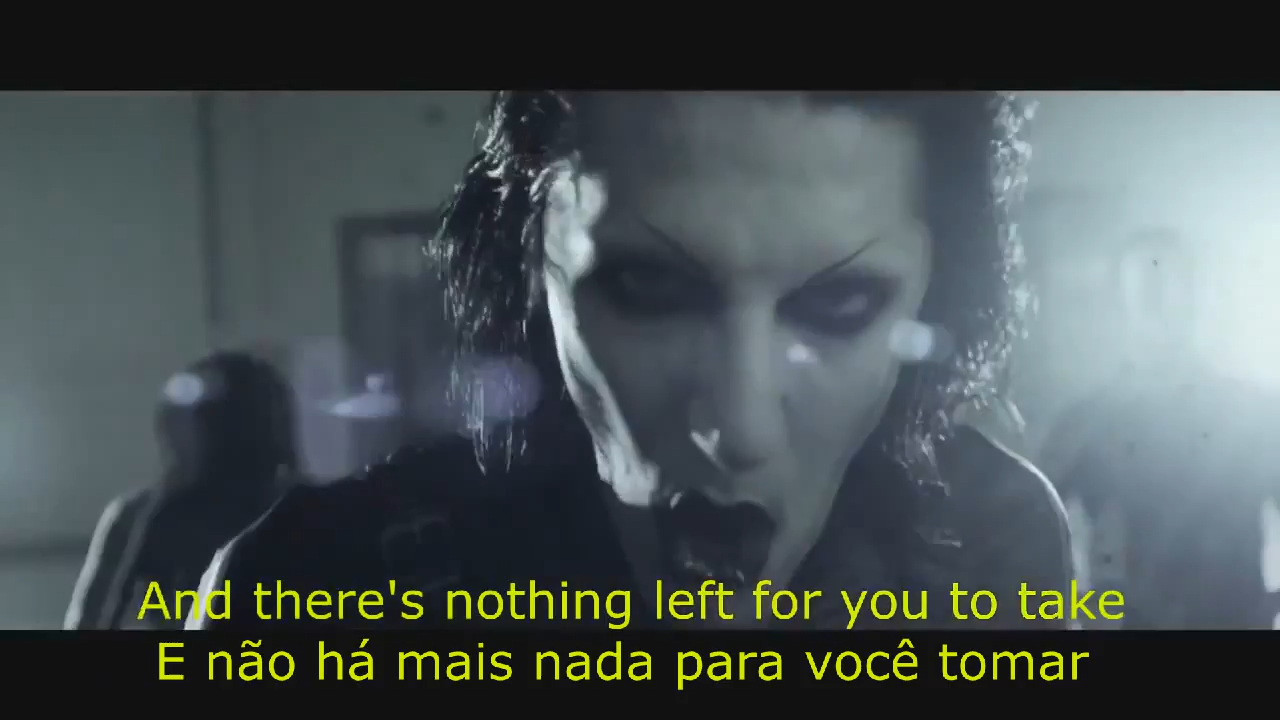 And there's nothing left for you to take
E não há mais nada para você tomar